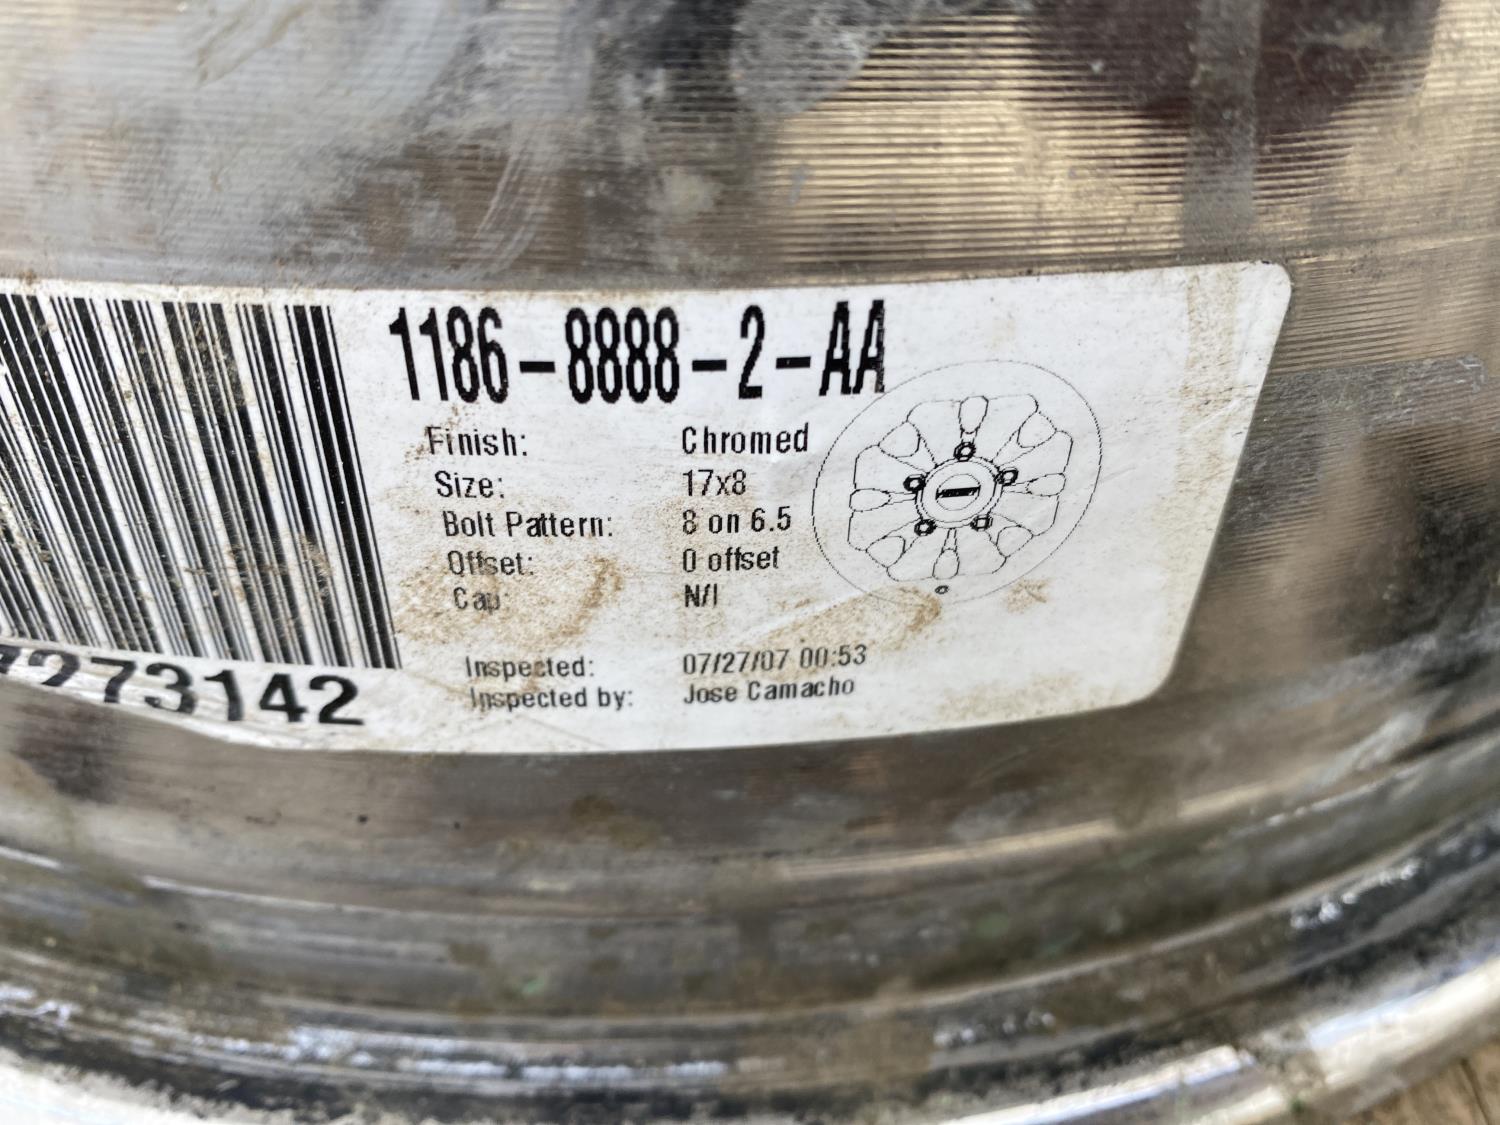 1186-8888-2-AA
Finish: Chromed
Size: 17x8
Bolt Pattern: 8 on 6.5
Offset: 0 offset
Cap: N/I
Inspected: 07/27/07 00:53
Inspected by: Jose Camacho
7273142